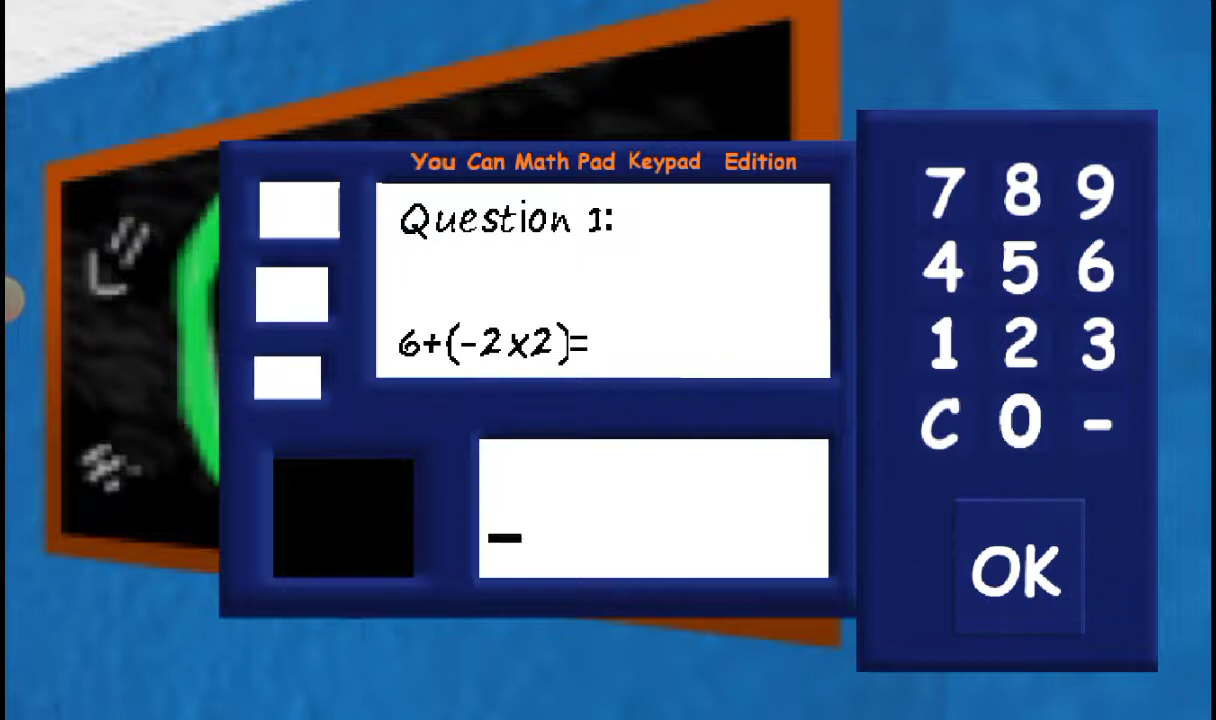 You Can Math Pad Keypad Edition
Question 1:
6+(-2x2)=
7 8 9
4 5 6
1 2 3
C 0 -
OK